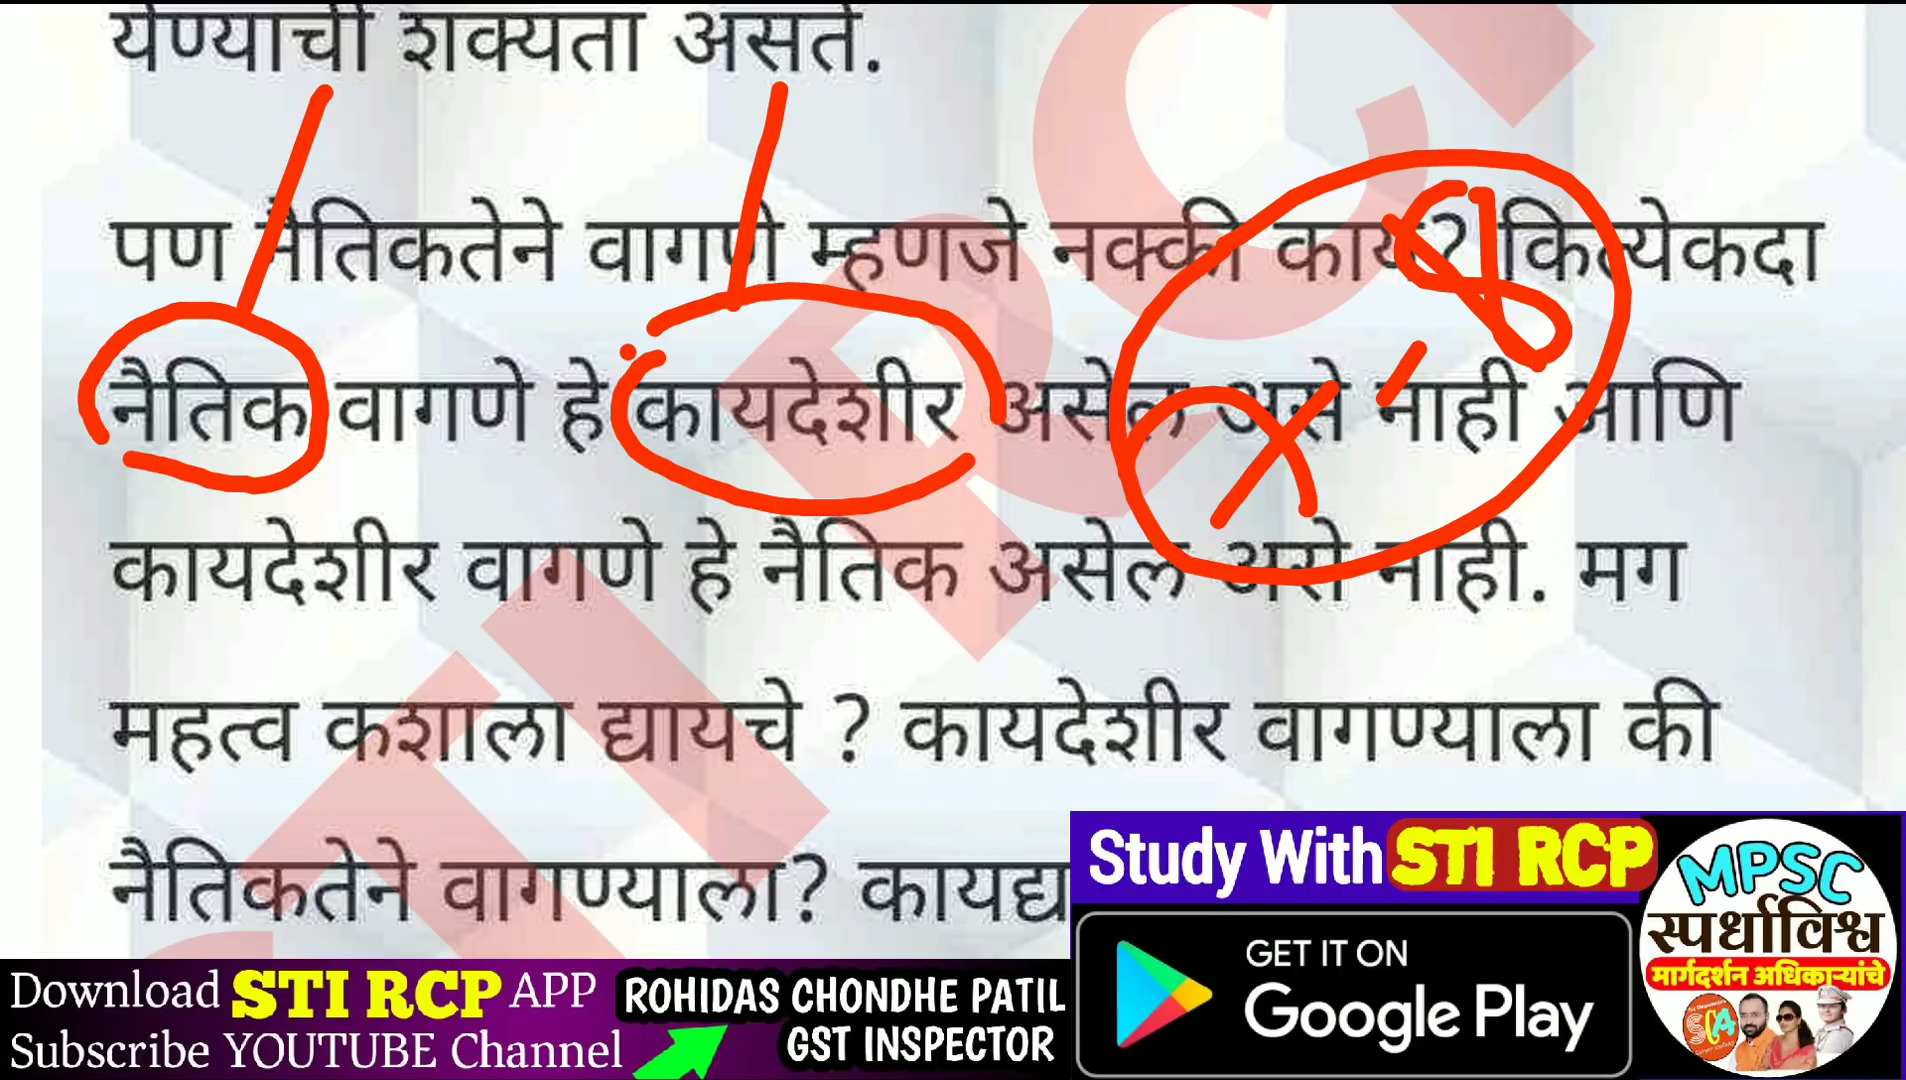 येण्याची शक्यता असते.
पण नैतिकतेने वागणे म्हणजे नक्की काय? कित्येकदा
नैतिक वागणे हे कायदेशीर असेल असे नाही आणि
कायदेशीर वागणे हे नैतिक असेल असे नाही. मग
महत्व कशाला द्यायचे ? कायदेशीर वागण्याला की
नैतिकतेने वागण्याला? कायद्या
STI RCP
Study With STI RCP
GET IT ON
Google Play
MPSC
स्पर्धाविश्व
मार्गदर्शन अधिकाऱ्यांचे
Download STI RCP APP
Subscribe YOUTUBE Channel
ROHIDAS CHONDHE PATIL
GST INSPECTOR